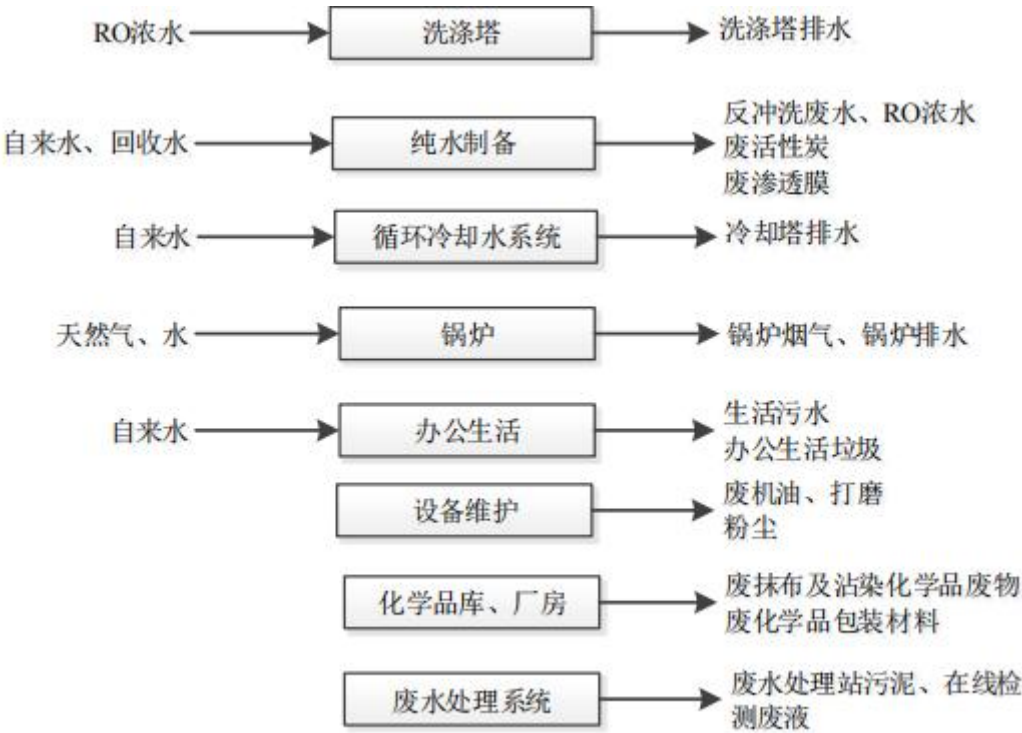 RO浓水 洗涤塔 洗涤塔排水
自来水、回收水 纯水制备 反冲洗废水、RO浓水
废活性炭
废渗透膜
自来水 循环冷却水系统 冷却塔排水
天然气、水 锅炉 锅炉烟气、锅炉排水
自来水 办公生活 生活污水
办公生活垃圾
设备维护 废机油、打磨
粉尘
化学品库、厂房 废抹布及沾染化学品废物
废化学品包装材料
废水处理系统 废水处理站污泥、在线检
测废液